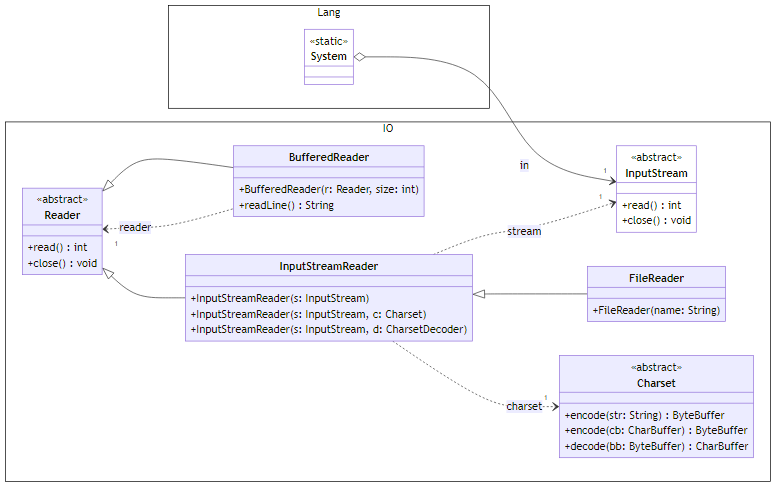 Lang
«static»
System
IO
in
1
BufferedReader
+BufferedReader(r: Reader, size: int)
+readLine() : String
«abstract»
InputStream
+read() : int
+close() : void
«abstract»
Reader
+read() : int
+close() : void
reader
1
stream
1
InputStreamReader
+InputStreamReader(s: InputStream)
+InputStreamReader(s: InputStream, c: Charset)
+InputStreamReader(s: InputStream, d: CharsetDecoder)
FileReader
+FileReader(name: String)
charset
1
«abstract»
Charset
+encode(str: String) : ByteBuffer
+encode(cb: CharBuffer) : ByteBuffer
+decode(bb: ByteBuffer) : CharBuffer